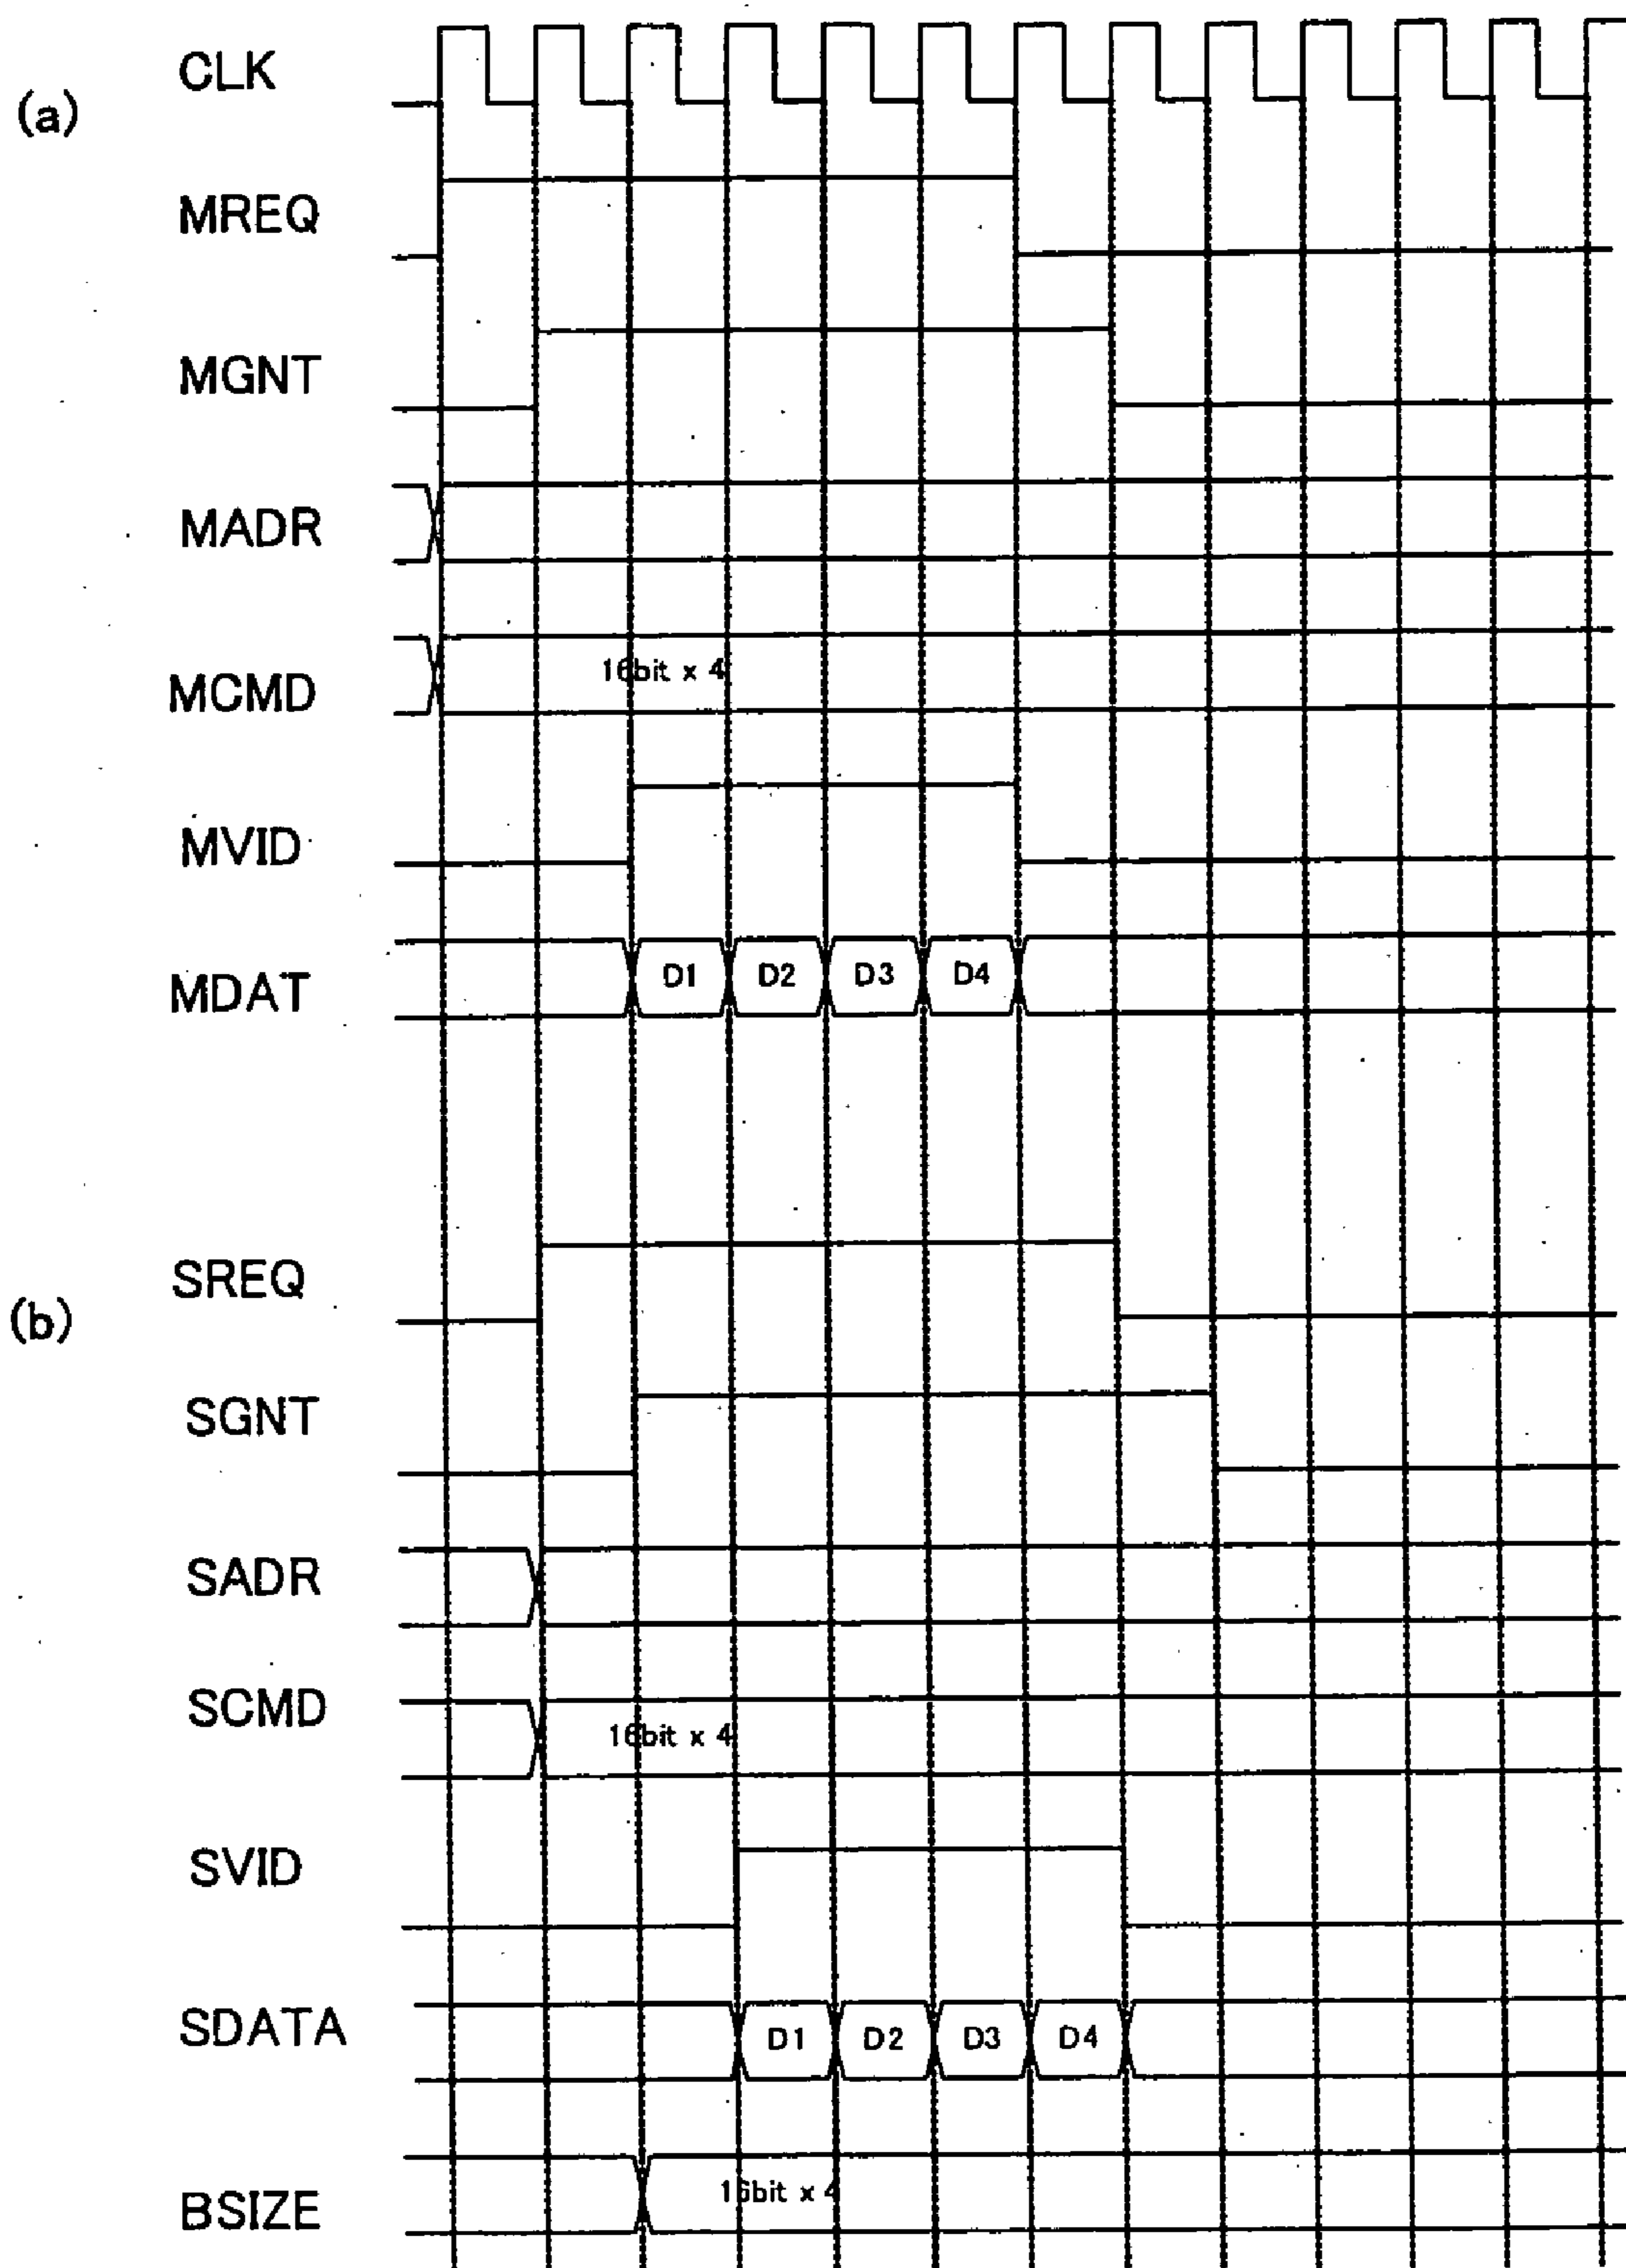 CLK
(a)
MREQ
MGNT
MADR
16bit x 4
MCMD
MVID
MDAT D1 D2 D3 D4
SREQ
(b)
SGNT
SADR
SCMD
16bit x 4
SVID
SDATA D1 D2 D3 D4
16bit x 4
BSIZE